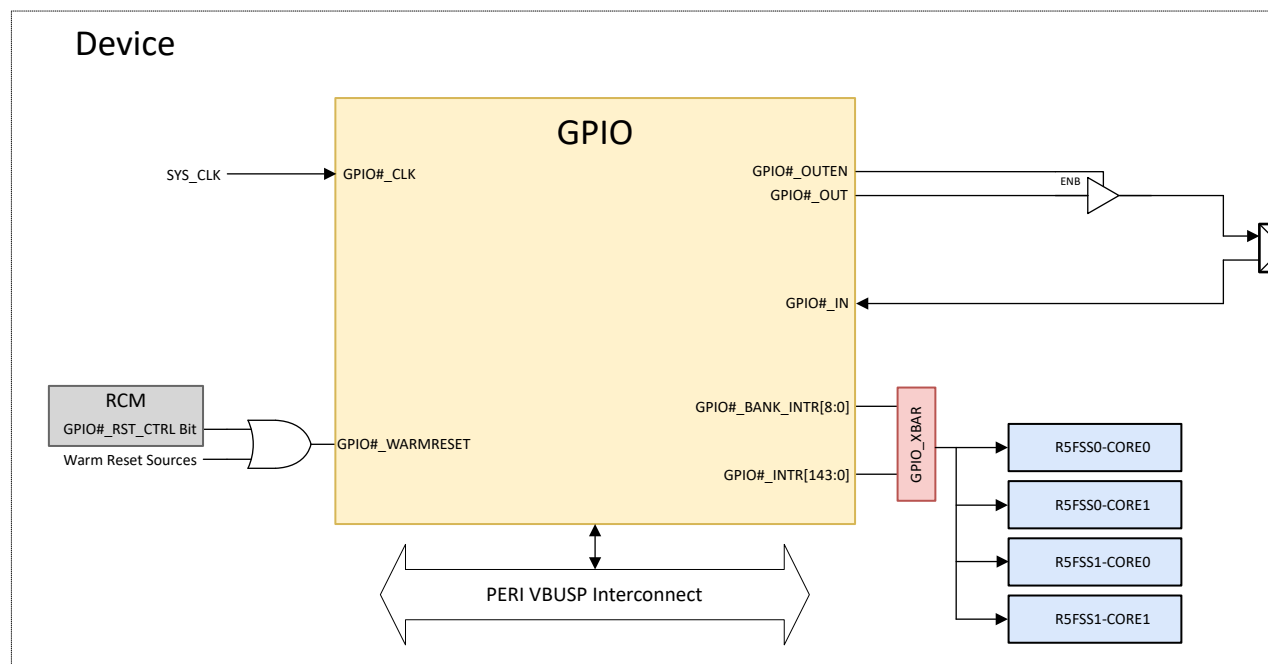 Device
GPIO
SYS_CLK
GPIO#_CLK
GPIO#_OUTEN
GPIO#_OUT
ENB
GPIO#_IN
RCM
GPIO#_RST_CTRL Bit
Warm Reset Sources
GPIO#_WARMRESET
GPIO#_BANK_INTR[8:0]
GPIO#_INTR[143:0]
GPIO_XBAR
R5FSS0-CORE0
R5FSS0-CORE1
R5FSS1-CORE0
R5FSS1-CORE1
PERI VBUSP Interconnect